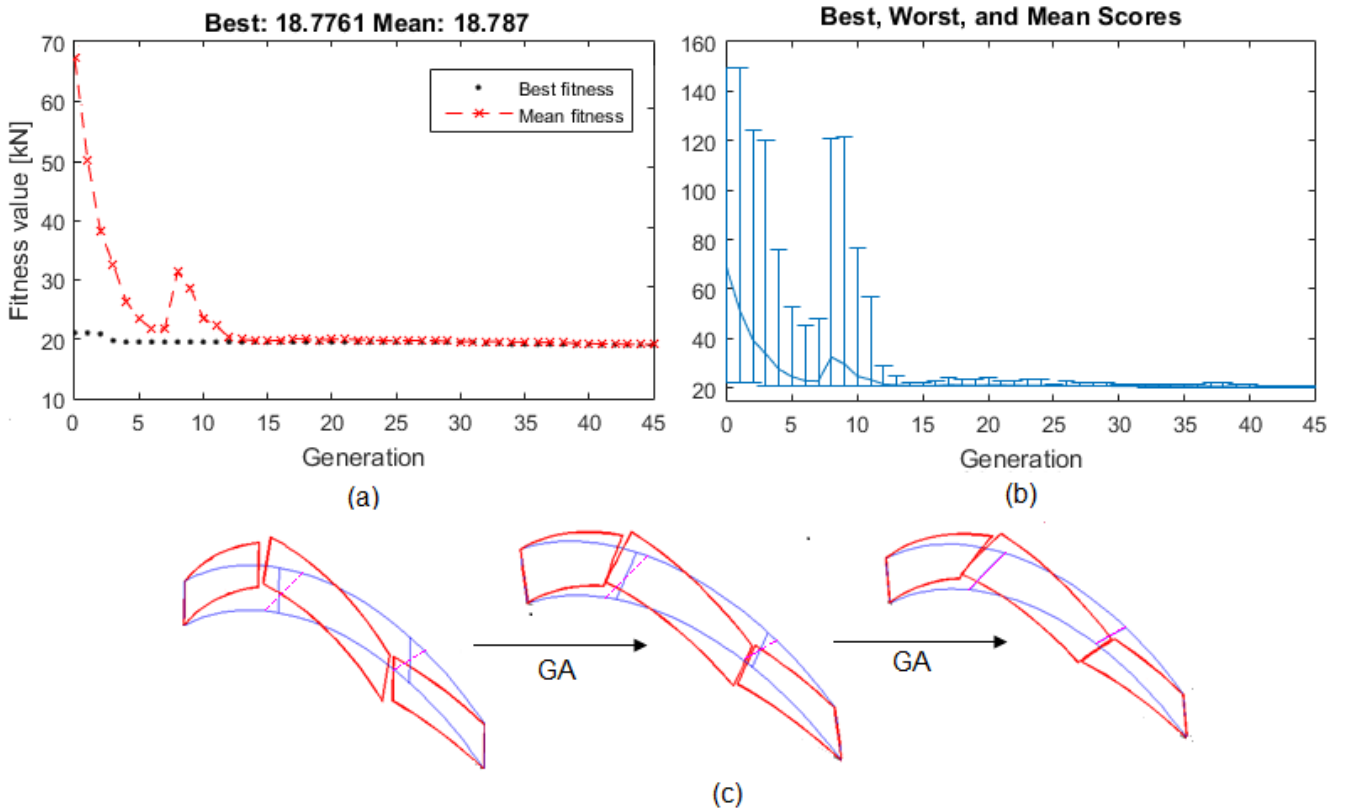 Best: 18.7761 Mean: 18.787
70
60
50
40
30
20
10
Fitness value [kN]
Best fitness
Mean fitness
0 5 10 15 20 25 30 35 40 45
Generation
(a)
Best, Worst, and Mean Scores
160
140
120
100
80
60
40
20
0 5 10 15 20 25 30 35 40 45
Generation
(b)
GA
GA
(c)